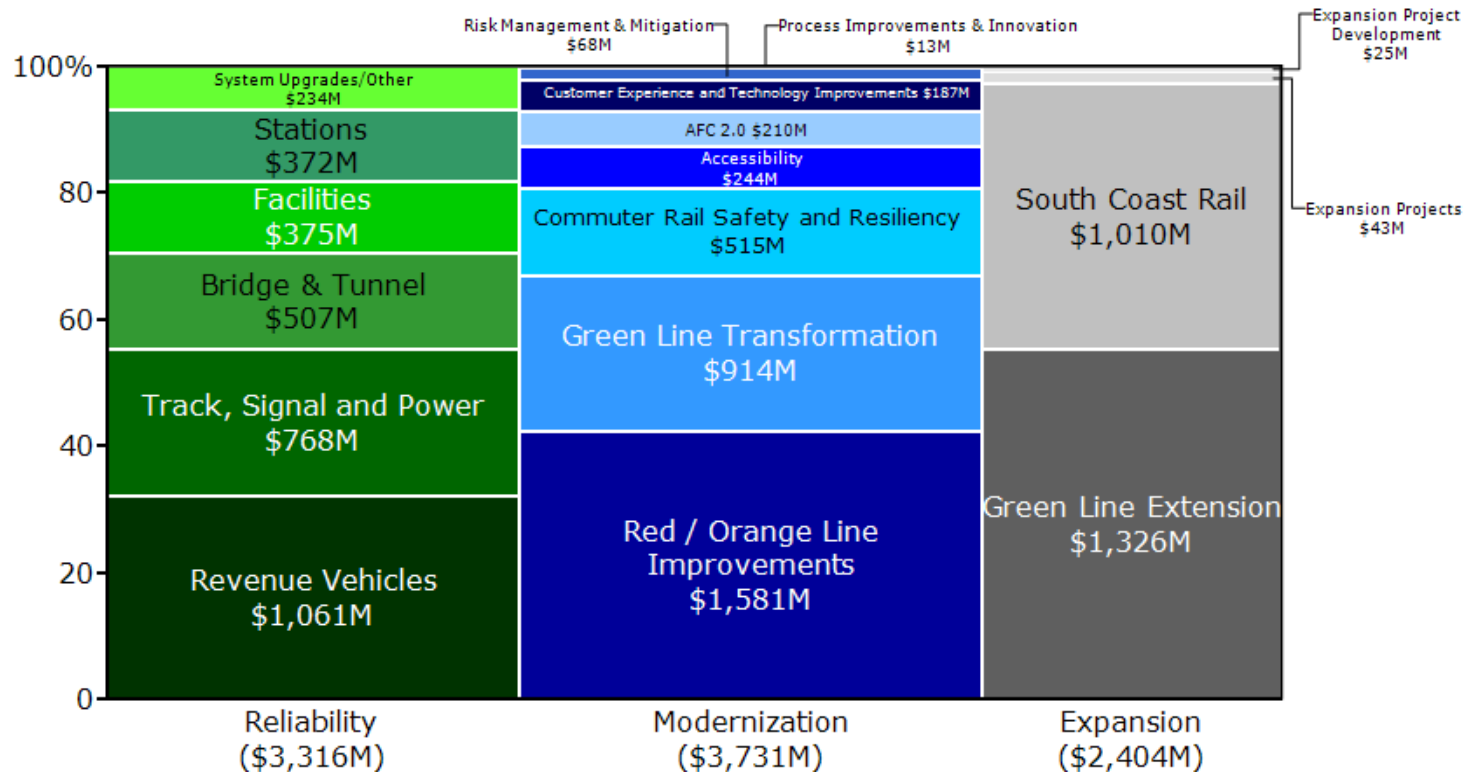 Risk Management & Mitigation
$68M
Process Improvements & Innovation
$13M
Expansion Project
Development
$25M
100%
80
60
40
20
0
System Upgrades/Other
$234M
Stations
$372M
Facilities
$375M
Bridge & Tunnel
$507M
Track, Signal and Power
$768M
Revenue Vehicles
$1,061M
Customer Experience and Technology Improvements $187M
AFC 2.0 $210M
Accessibility
$244M
Commuter Rail Safety and Resiliency
$515M
Green Line Transformation
$914M
Red / Orange Line
Improvements
$1,581M
South Coast Rail
$1,010M
Green Line Extension
$1,326M
Expansion Projects
$43M
Reliability
($3,316M)
Modernization
($3,731M)
Expansion
($2,404M)